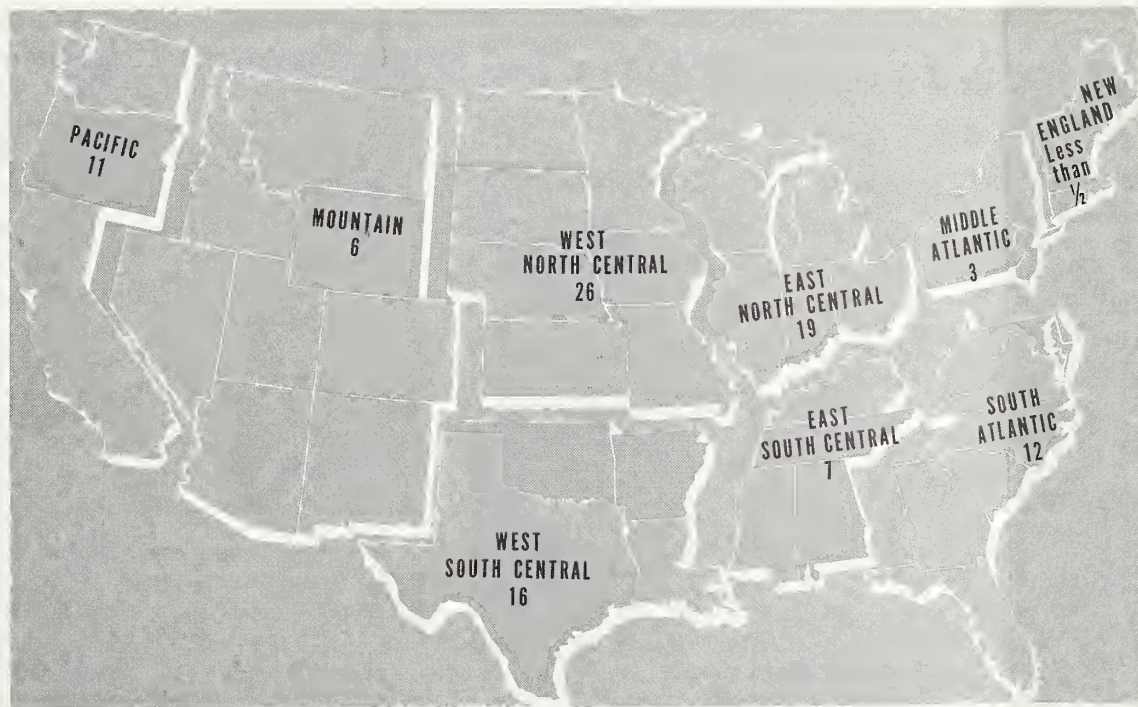 PACIFIC
11
MOUNTAIN
6
WEST
NORTH CENTRAL
26
EAST
NORTH CENTRAL
19
MIDDLE
ATLANTIC
3
NEW
ENGLAND
Less
than
½
WEST
SOUTH CENTRAL
16
EAST
SOUTH CENTRAL
7
SOUTH
ATLANTIC
12